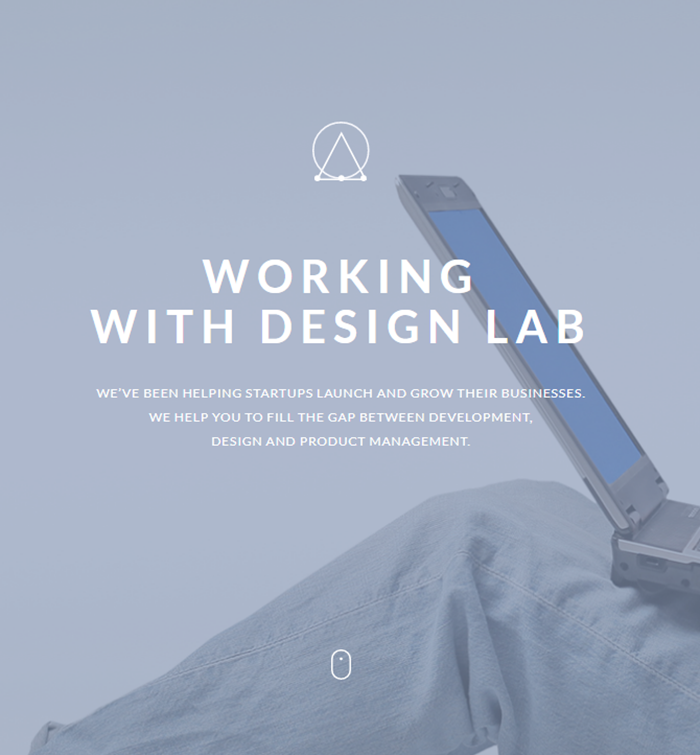 WORKING
WITH DESIGN LAB
WE'VE BEEN HELPING STARTUPS LAUNCH AND GROW THEIR BUSINESSES.
WE HELP YOU TO FILL THE GAP BETWEEN DEVELOPMENT,
DESIGN AND PRODUCT MANAGEMENT.